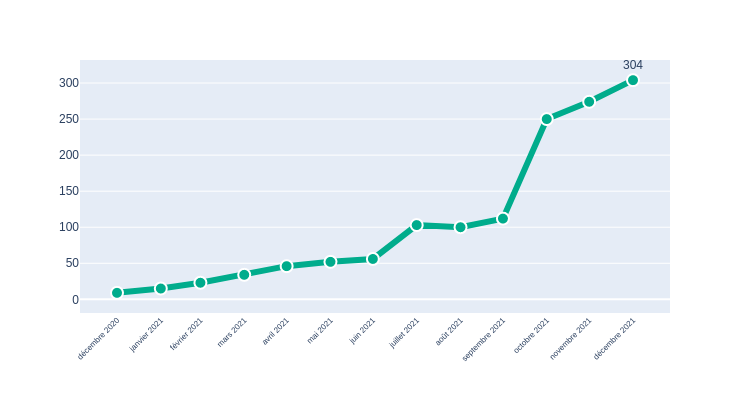 304
300
250
200
150
100
50
0
décembre 2020
janvier 2021
février 2021
mars 2021
avril 2021
mai 2021
juin 2021
juillet 2021
août 2021
septembre 2021
octobre 2021
novembre 2021
décembre 2021